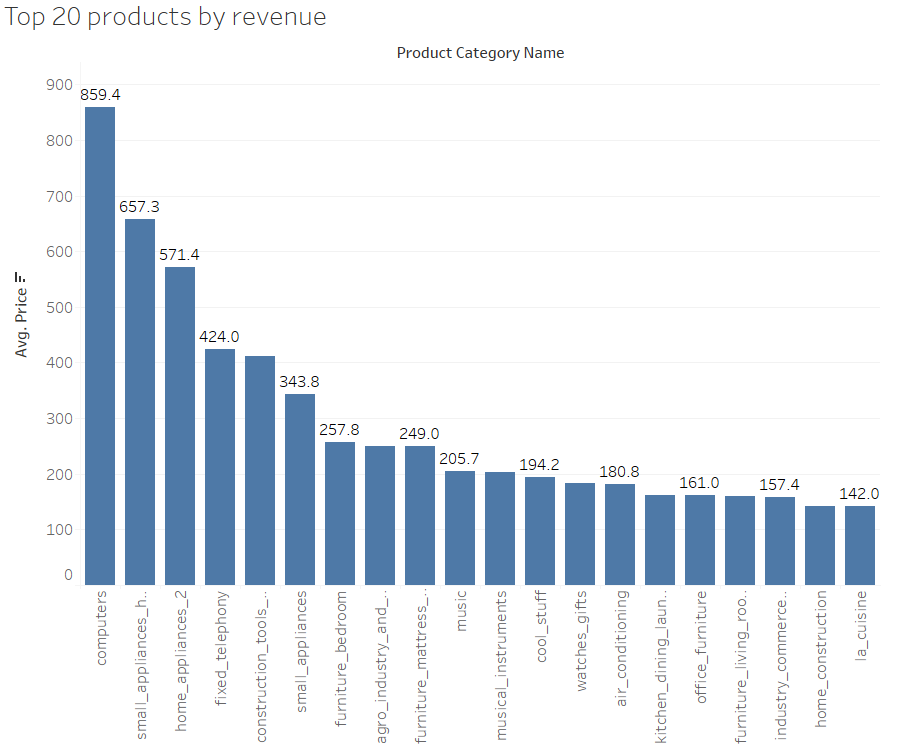 Top 20 products by revenue
Product Category Name
Avg. Price
900
800
700
600
500
400
300
200
100
0
859.4
657.3
571.4
424.0
343.8
257.8
249.0
205.7
194.2
180.8
161.0
157.4
142.0
computers
small_appliances_h..
home_appliances_2
fixed_telephony
construction_tools_..
small_appliances
furniture_bedroom
agro_industry_and_..
furniture_mattress_..
music
musical_instruments
cool_stuff
watches_gifts
air_conditioning
kitchen_dining_laun..
office_furniture
furniture_living_roo..
industry_commerce..
home_construction
la_cuisine